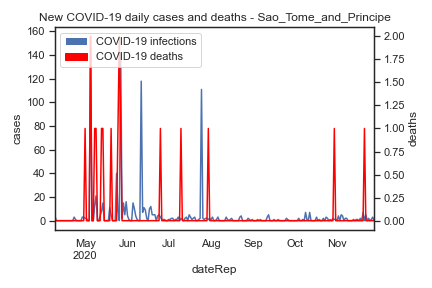 New COVID-19 daily cases and deaths - Sao_Tome_and_Principe
COVID-19 infections
COVID-19 deaths
160
140
120
100
80
60
40
20
0
cases
2.00
1.75
1.50
1.25
1.00
0.75
0.50
0.25
0.00
deaths
May Jun Jul Aug Sep Oct Nov
2020
dateRep